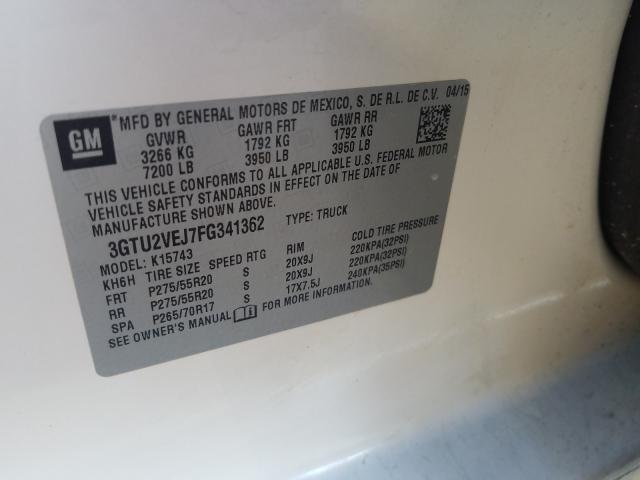 GM *MFD BY GENERAL MOTORS DE MEXICO, S. DE R.L. DE C.V. 04/15
GVWR GAWR FRT GAWR RR
3266 KG 1792 KG 1792 KG
7200 LB 3950 LB 3950 LB
THIS VEHICLE CONFORMS TO ALL APPLICABLE U.S. FEDERAL MOTOR
VEHICLE SAFETY STANDARDS IN EFFECT ON THE DATE OF
MANUFACTURE SHOWN ABOVE.
3GTU2VEJ7FG341362 TYPE: TRUCK
MODEL: K15743
KH6H TIRE SIZE SPEED RTG RIM COLD TIRE PRESSURE
FRT P275/55R20 S 20X9J 220KPA(32PSI)
RR P275/55R20 S 20X9J 220KPA(32PSI)
SPA P265/70R17 S 17X7.5J 240KPA(35PSI)
SEE OWNER'S MANUAL FOR MORE INFORMATION.